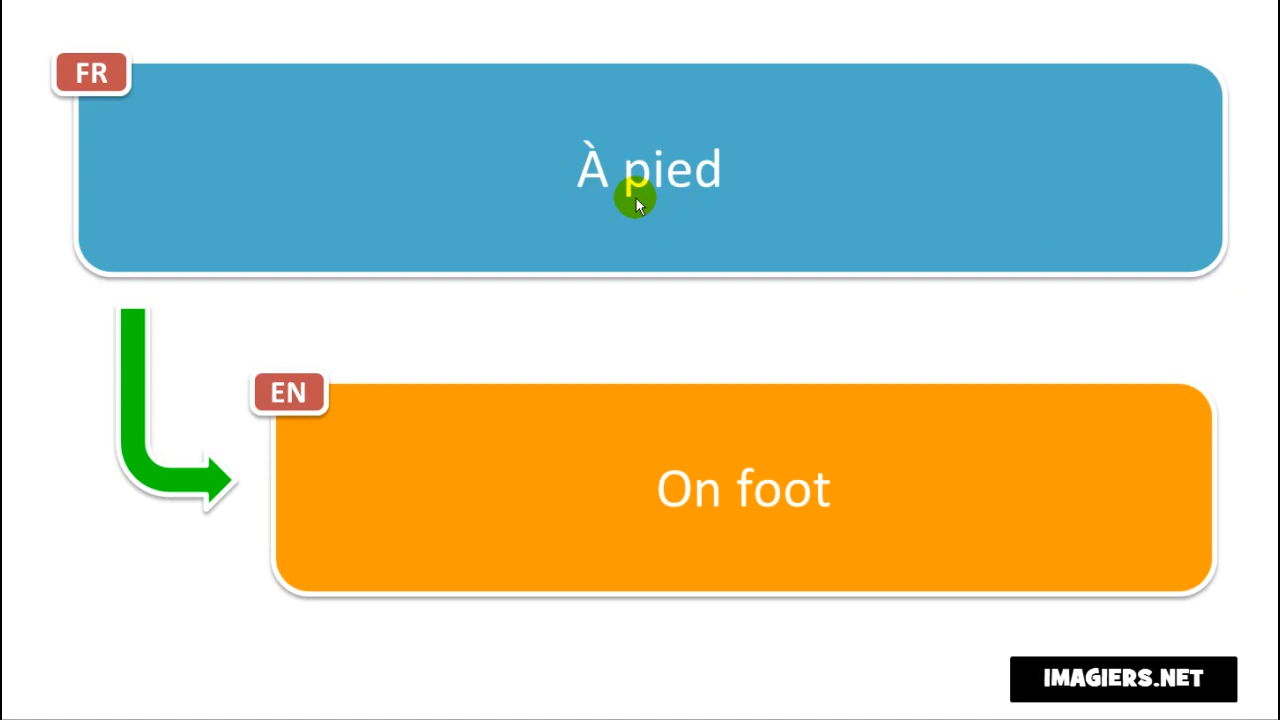 FR
À pied
EN
On foot
IMAGIERS.NET